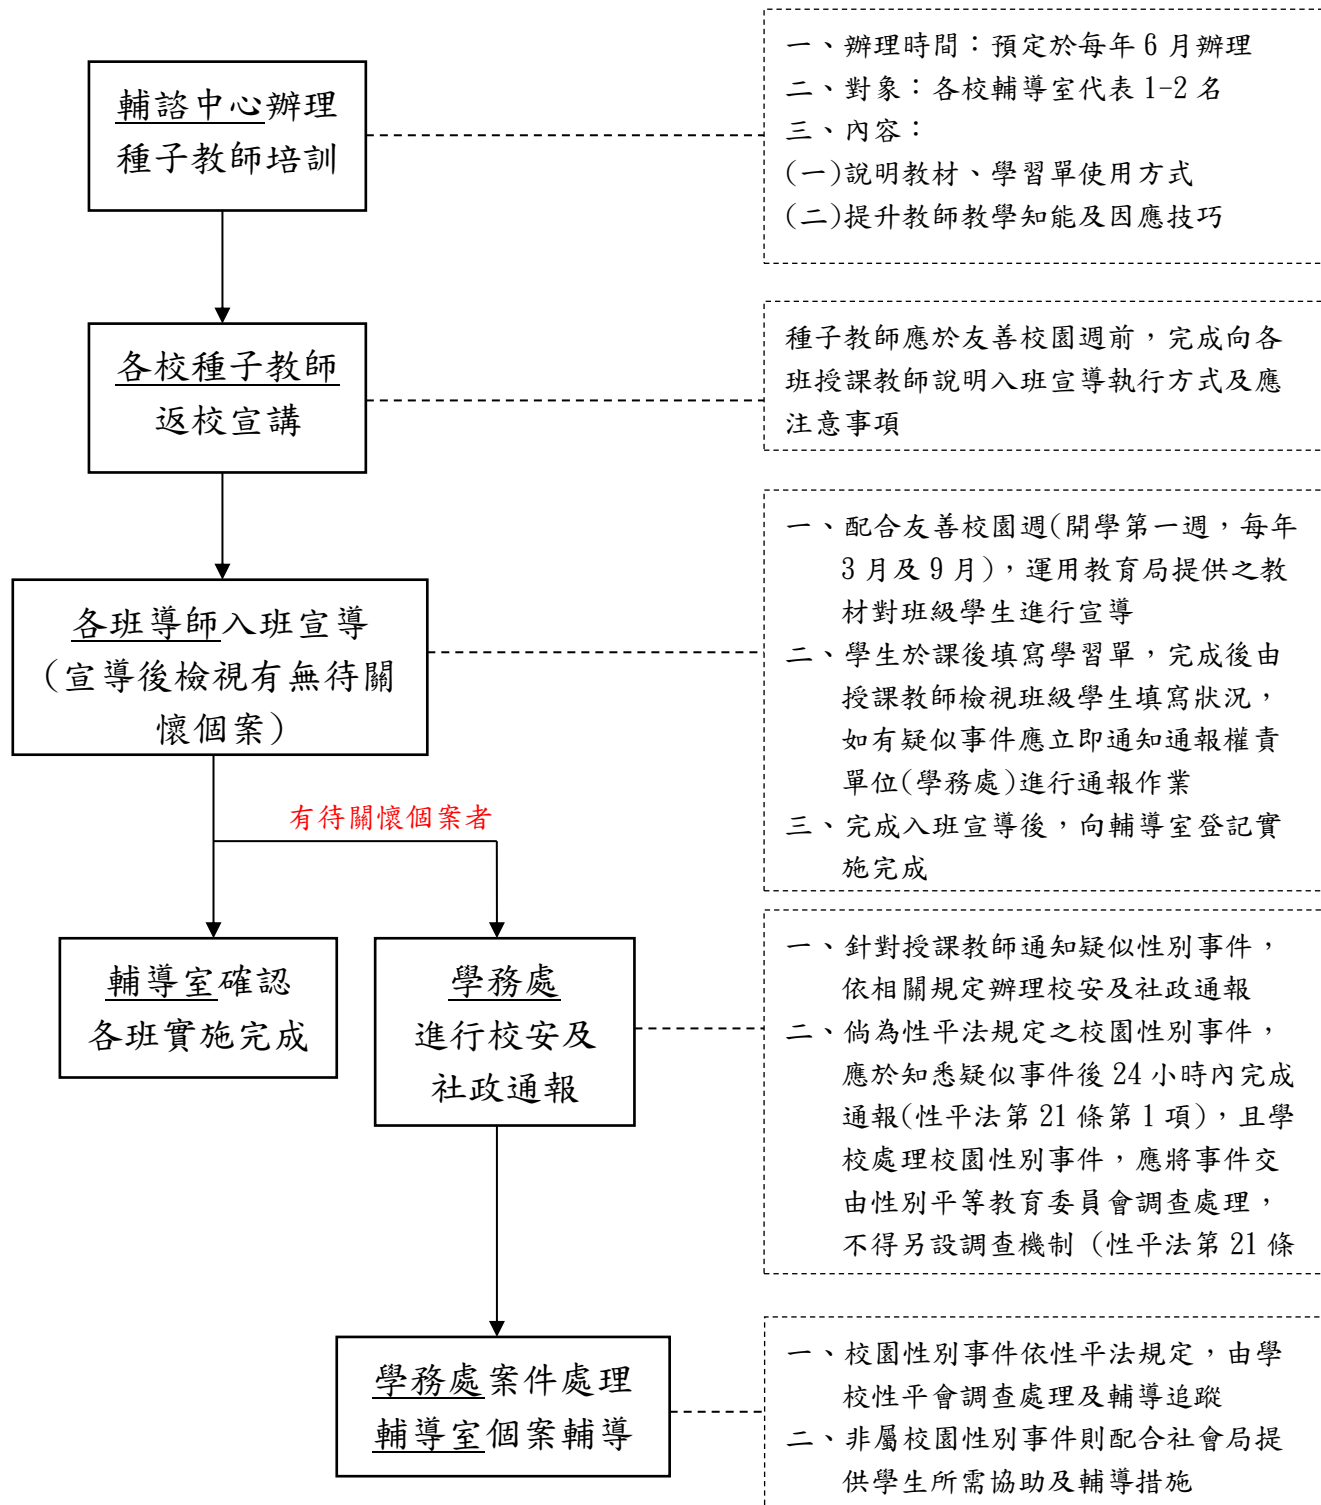 輔諮中心辦理
種子教師培訓
一、辦理時間：預定於每年 6 月辦理
二、對象：各校輔導室代表 1-2 名
三、內容：
(一)說明教材、學習單使用方式
(二)提升教師教學知能及因應技巧
各校種子教師
返校宣講
種子教師應於友善校園週前，完成向各
班授課教師說明入班宣導執行方式及應
注意事項
各班導師入班宣導
(宣導後檢視有無待關
懷個案)
一、配合友善校園週(開學第一週，每年
3 月及 9 月)，運用教育局提供之教
材對班級學生進行宣導
二、學生於課後填寫學習單，完成後由
授課教師檢視班級學生填寫狀況，
如有疑似事件應立即通知通報權責
單位(學務處)進行通報作業
三、完成入班宣導後，向輔導室登記實
施完成
有待關懷個案者
輔導室確認
各班實施完成
學務處
進行校安及
社政通報
一、針對授課教師通知疑似性別事件，
依相關規定辦理校安及社政通報
二、倘為性平法規定之校園性別事件，
應於知悉疑似事件後 24 小時內完成
通報(性平法第 21 條第 1 項)，且學
校處理校園性別事件，應將事件交
由性別平等教育委員會調查處理，
不得另設調查機制 (性平法第 21 條
學務處案件處理
輔導室個案輔導
一、校園性別事件依性平法規定，由學
校性平會調查處理及輔導追蹤
二、非屬校園性別事件則配合社會局提
供學生所需協助及輔導措施